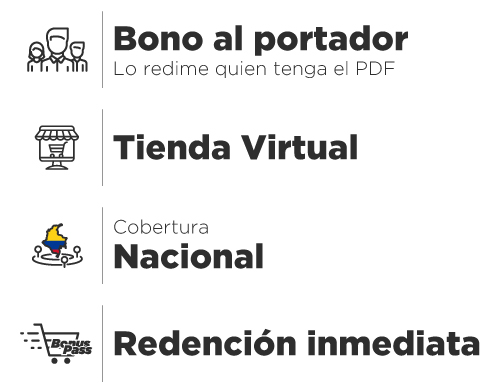 Bono al portador
Lo redime quien tenga el PDF
Tienda Virtual
Cobertura
Nacional
Bonus
Pass
Redención inmediata